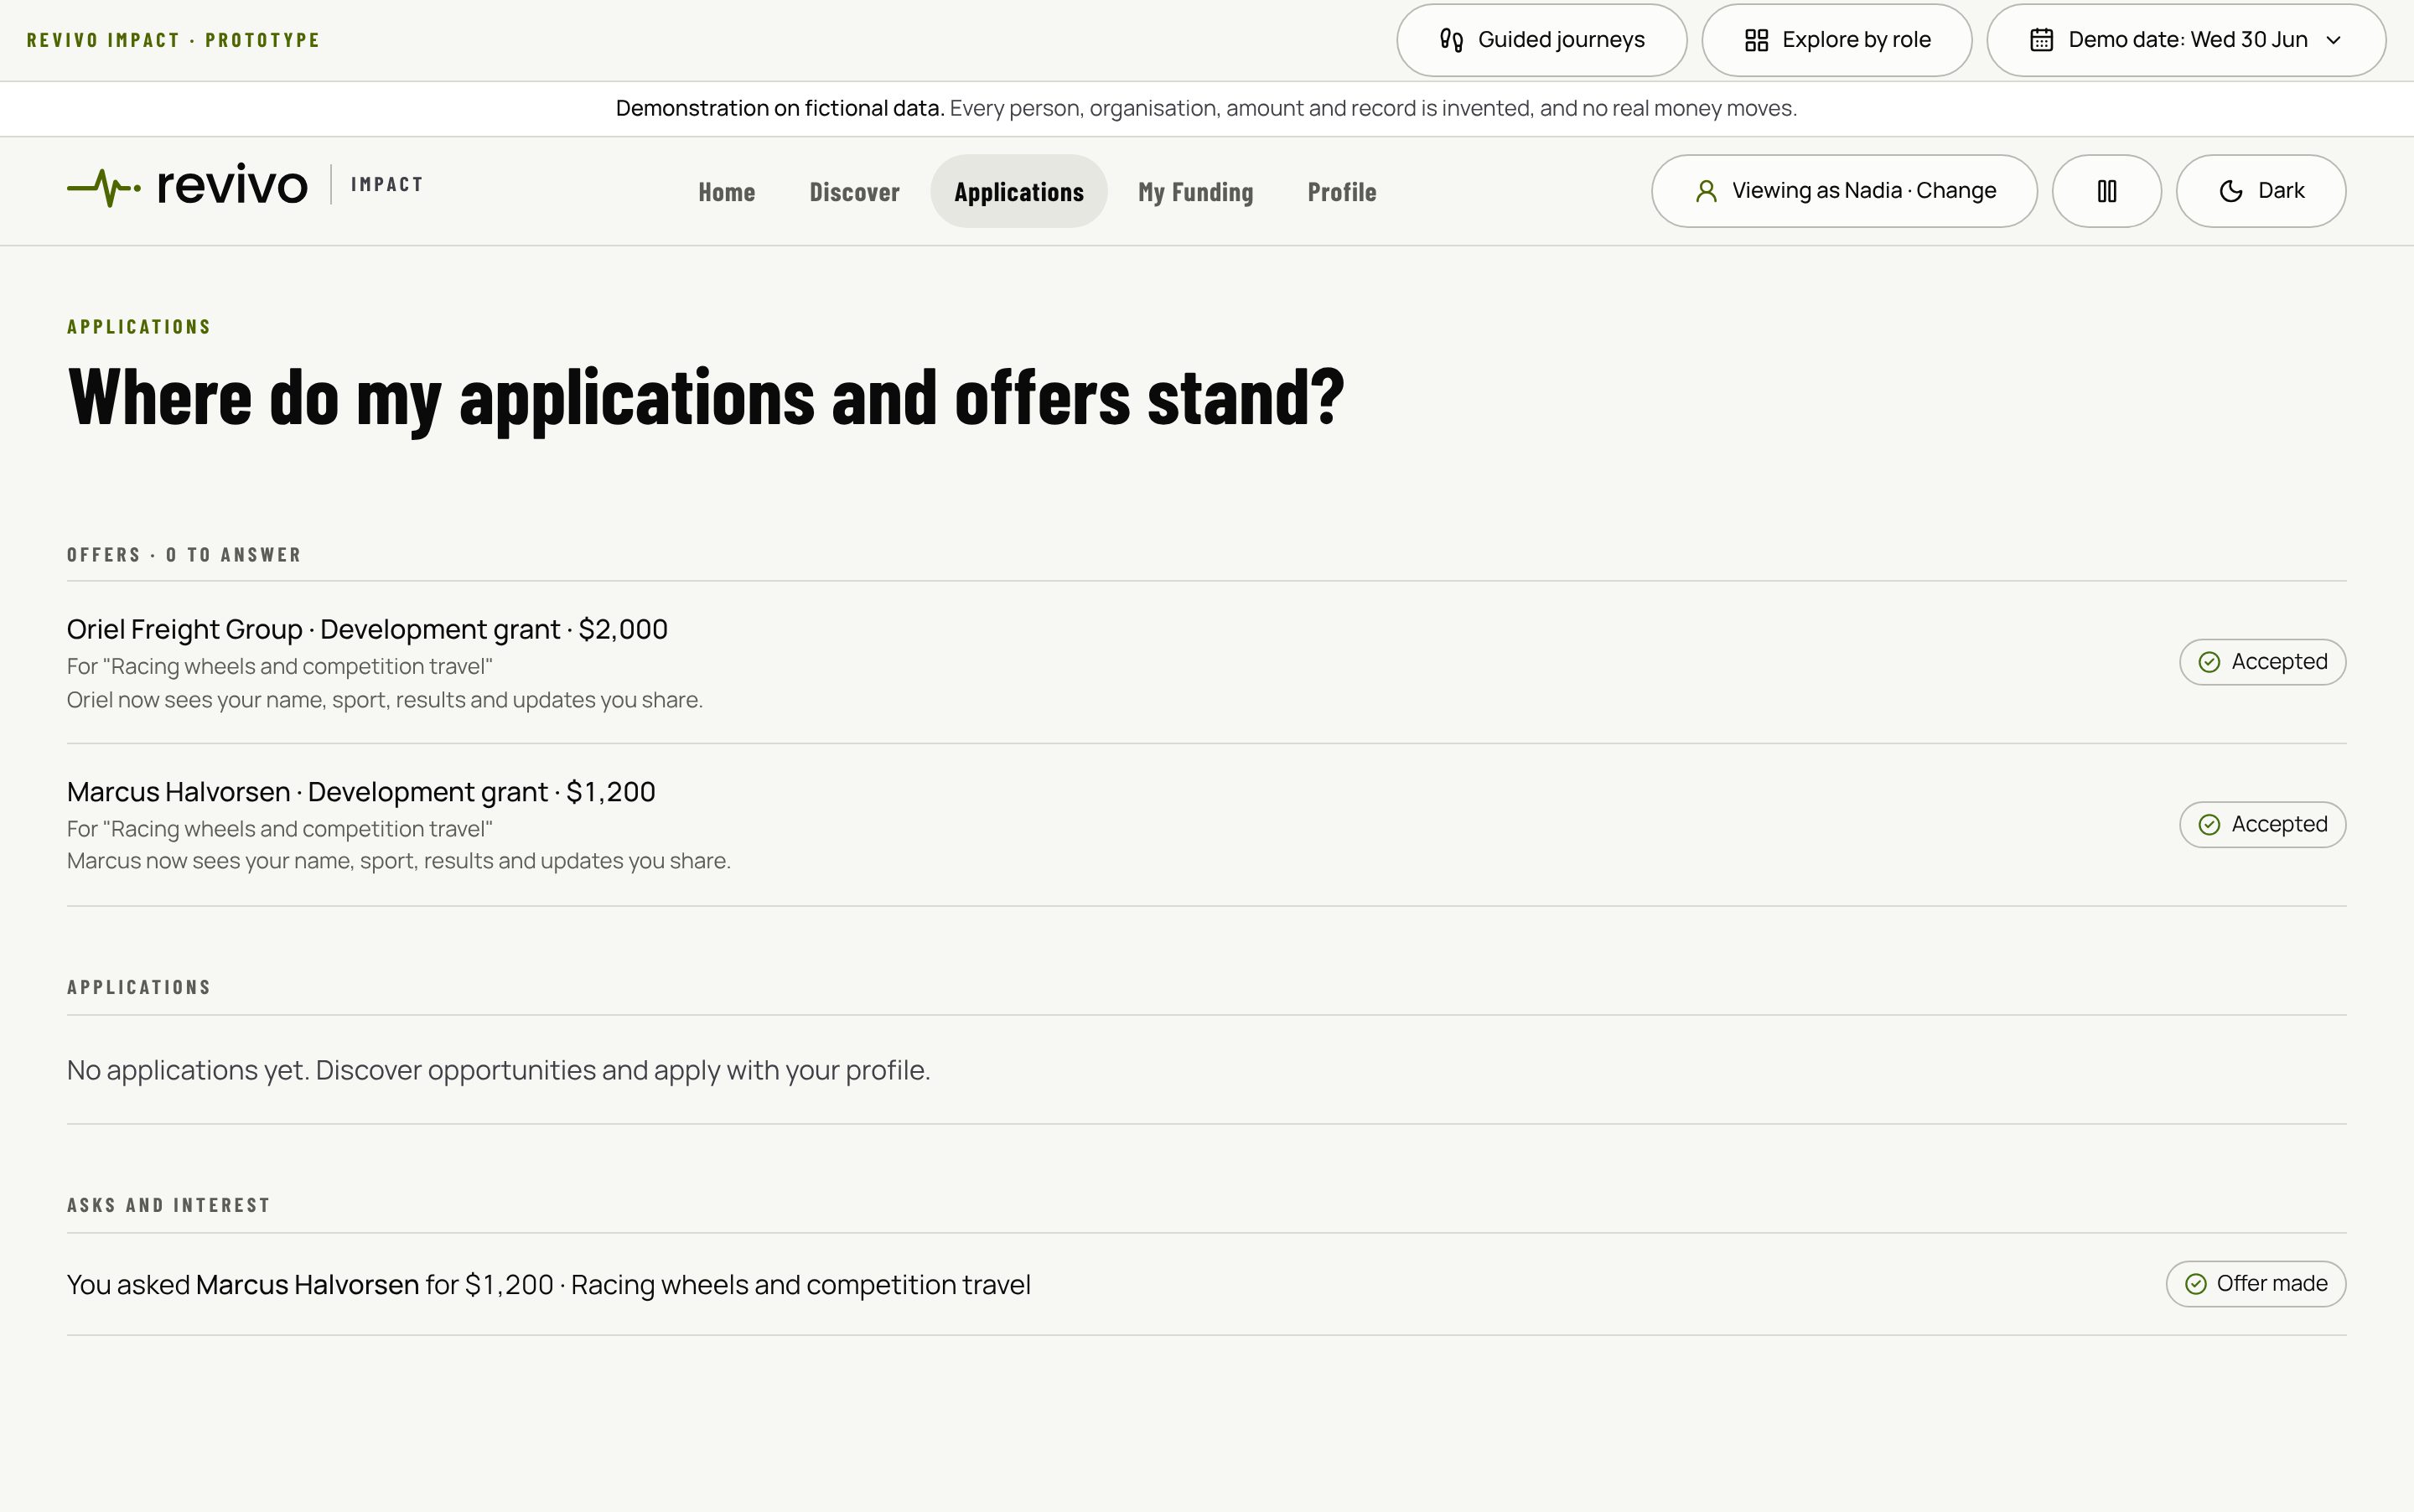 REVIVO IMPACT · PROTOTYPE
Guided journeys
Explore by role
Demo date: Wed 30 Jun
Demonstration on fictional data. Every person, organisation, amount and record is invented, and no real money moves.
revivo
IMPACT
Home
Discover
Applications
My Funding
Profile
Viewing as Nadia · Change
Dark
APPLICATIONS
Where do my applications and offers stand?
OFFERS · 0 TO ANSWER
Oriel Freight Group · Development grant · $2,000
For "Racing wheels and competition travel"
Oriel now sees your name, sport, results and updates you share.
Accepted
Marcus Halvorsen · Development grant · $1,200
For "Racing wheels and competition travel"
Marcus now sees your name, sport, results and updates you share.
Accepted
APPLICATIONS
No applications yet. Discover opportunities and apply with your profile.
ASKS AND INTEREST
You asked Marcus Halvorsen for $1,200 · Racing wheels and competition travel
Offer made